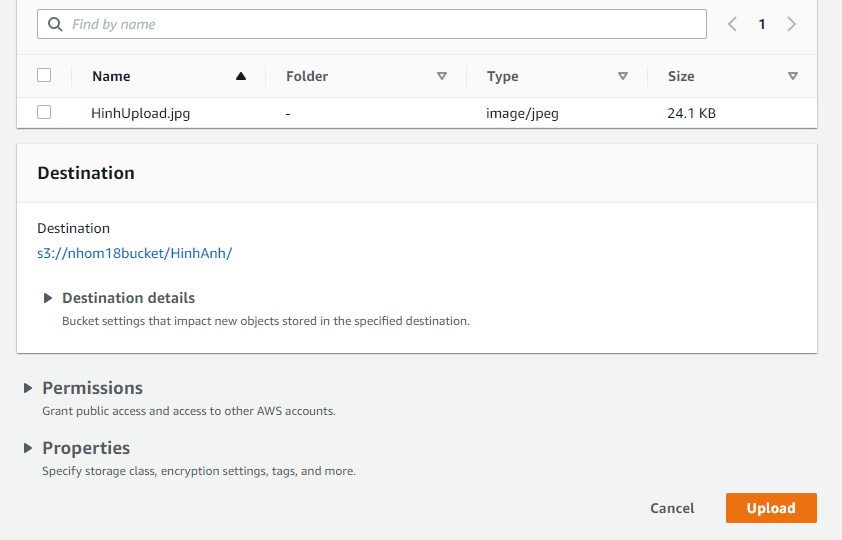 Find by name
1
Name Folder Type Size
HinhUpload.jpg - image/jpeg 24.1 KB
Destination
Destination
s3://nhom18bucket/HinhAnh/
Destination details
Bucket settings that impact new objects stored in the specified destination.
Permissions
Grant public access and access to other AWS accounts.
Properties
Specify storage class, encryption settings, tags, and more.
Cancel Upload